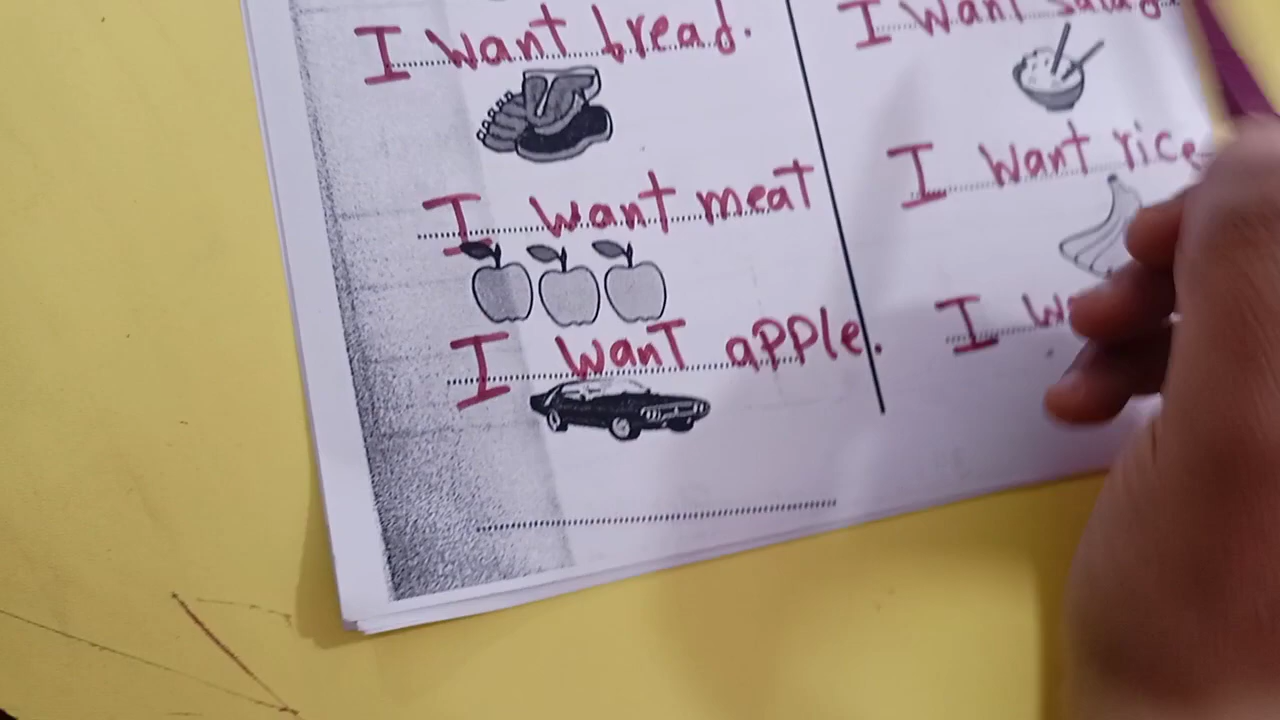 I want bread.
I want meat
I want apple.
I want
I want rice
I